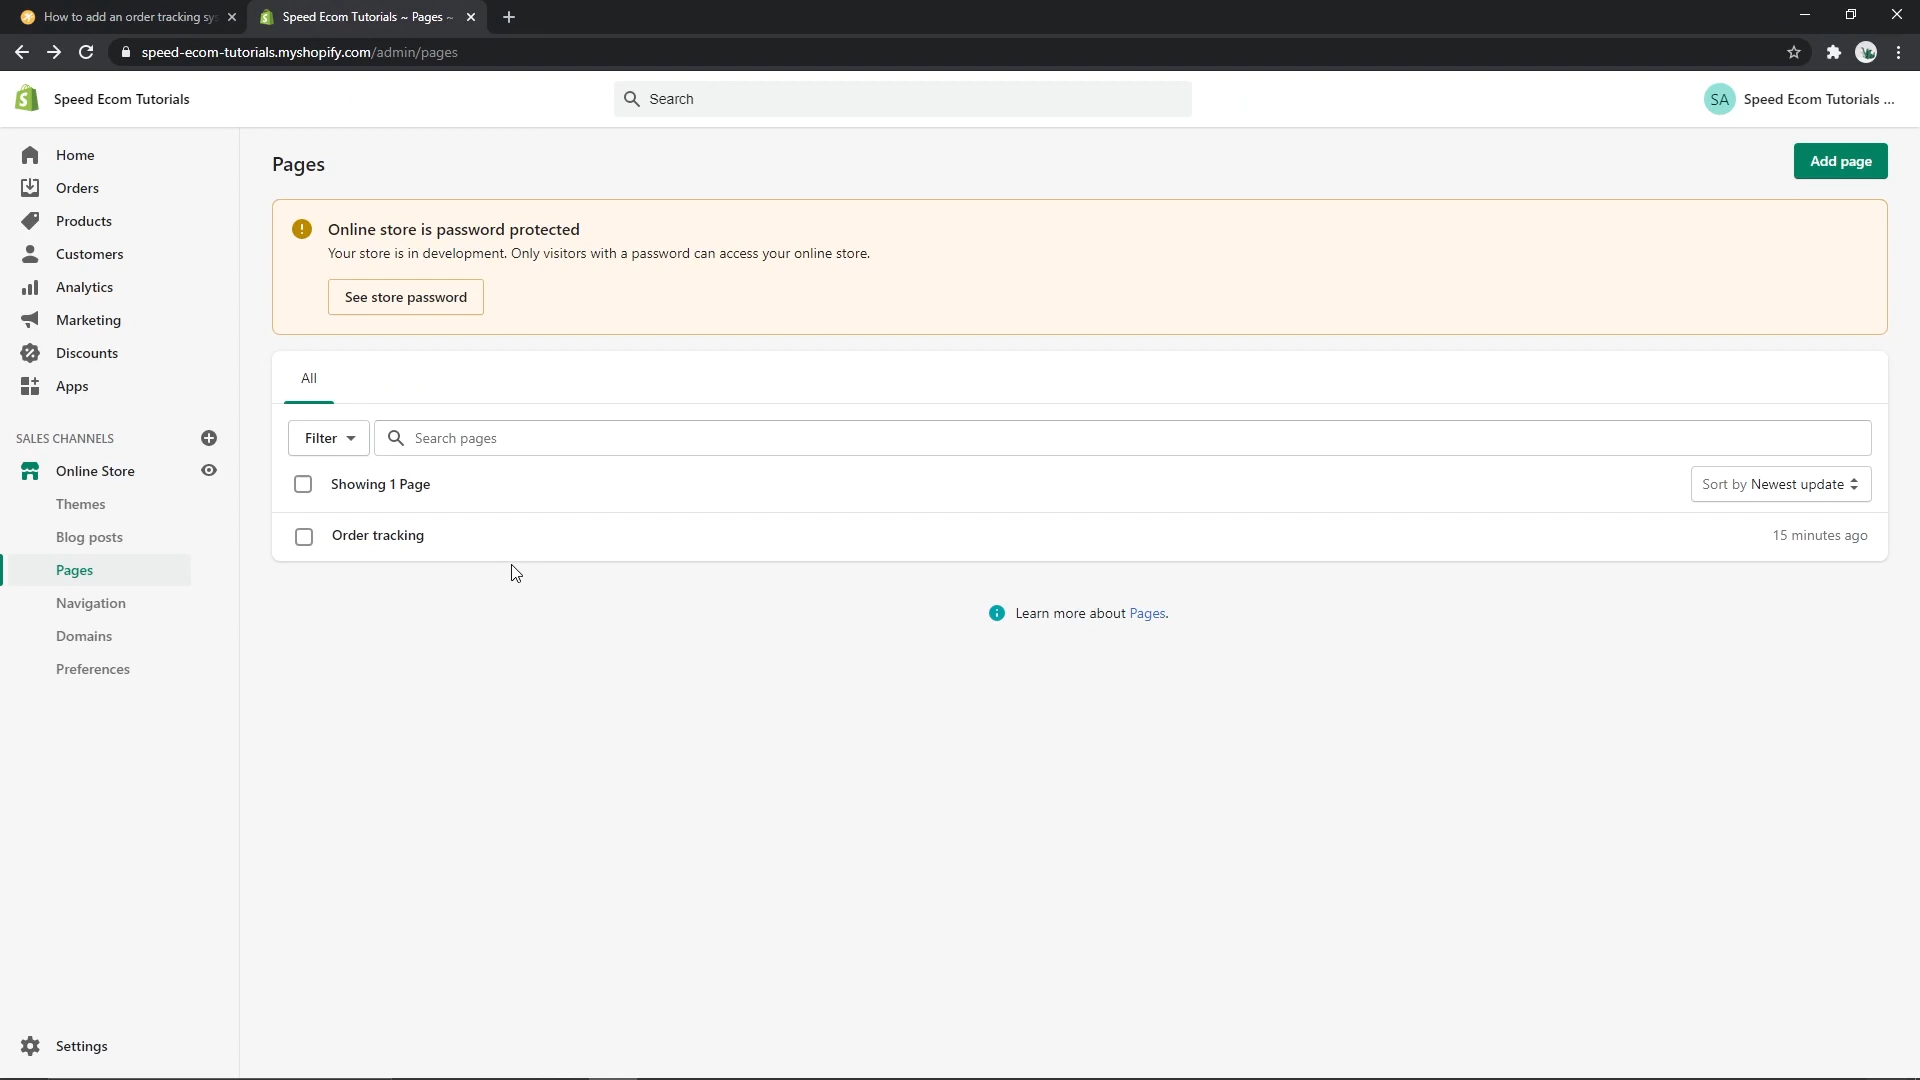 How to add an order tracking sy
Speed Ecom Tutorials ~ Pages ~
speed-ecom-tutorials.myshopify.com/admin/pages
Speed Ecom Tutorials
Search
SA
Speed Ecom Tutorials ...
Home
Orders
Products
Customers
Analytics
Marketing
Discounts
Apps
SALES CHANNELS
Online Store
Themes
Blog posts
Pages
Navigation
Domains
Preferences
Settings
Pages
Add page
Online store is password protected
Your store is in development. Only visitors with a password can access your online store.
See store password
All
Filter
Search pages
Showing 1 Page
Sort by Newest update
Order tracking
15 minutes ago
Learn more about Pages.